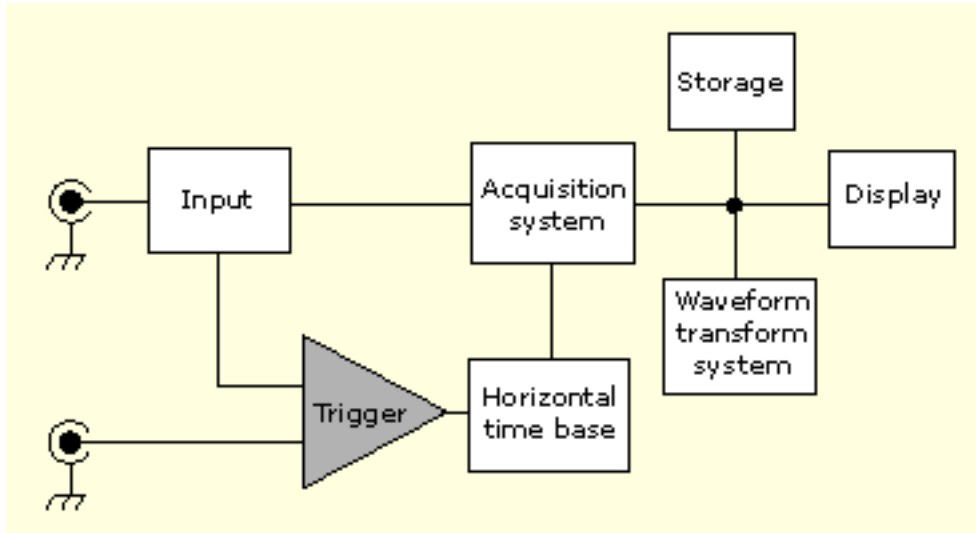 Storage
Input
Acquisition
system
Display
Waveform
transform
system
Trigger
Horizontal
time base